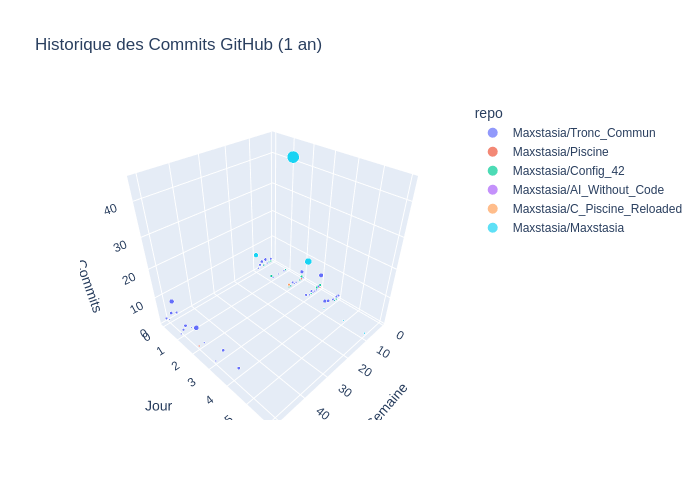 Historique des Commits GitHub (1 an)
repo
Maxstasia/Tronc_Commun
Maxstasia/Piscine
Maxstasia/Config_42
Maxstasia/AI_Without_Code
Maxstasia/C_Piscine_Reloaded
Maxstasia/Maxstasia
40
30
20
10
0
Commits
0
1
2
3
4
5
Jour
0
10
20
30
40
Semaine